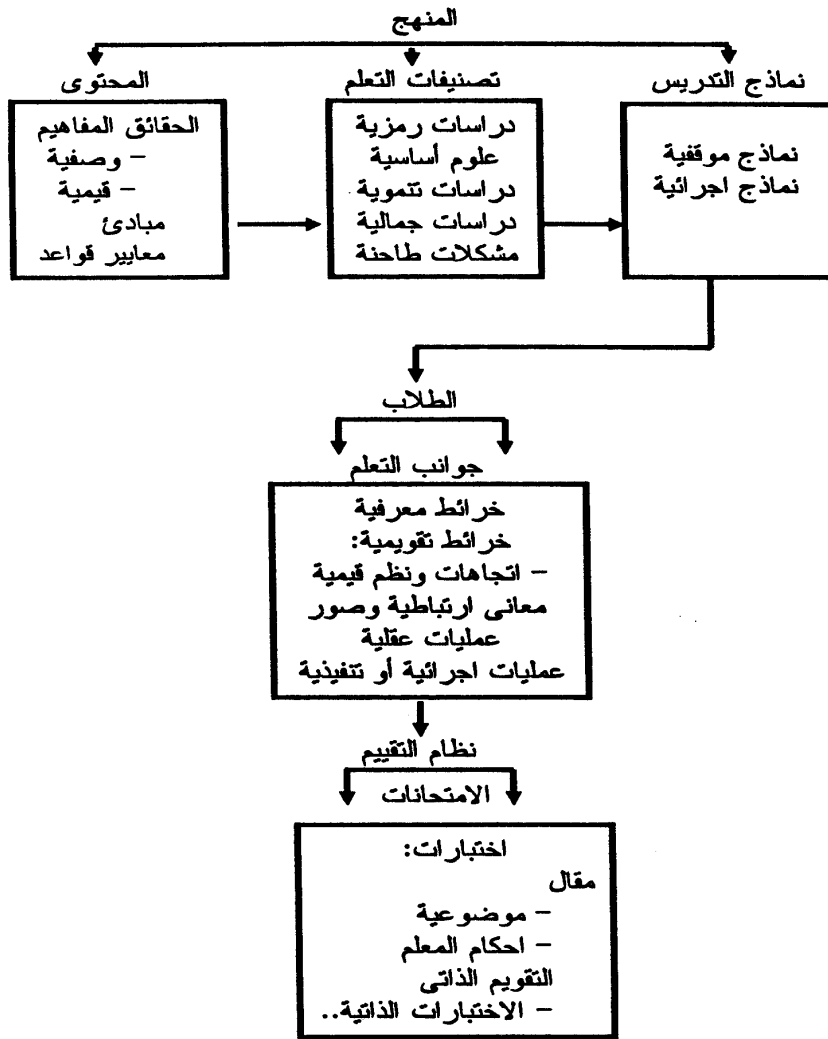 المنهج
نماذج التدريس
نماذج موقفية
نماذج اجرائية
تصنيفات التعلم
دراسات رمزية
علوم أساسية
دراسات تتموية
دراسات جمالية
مشكلات طاحنة
المحتوى
الحقائق المفاهيم
– وصفية
– قيمية
مبادئ
معايير قواعد
الطلاب
جوانب التعلم
خرائط معرفية
خرائط تقويمية:
– اتجاهات ونظم قيمية
معانى ارتباطية وصور
عمليات عقلية
عمليات اجرائية أو تتفيذية
نظام التقييم
الامتحانات
اختبارات:
مقال
– موضوعية
– احكام المعلم
التقويم الذاتى
– الاختبارات الذاتية..